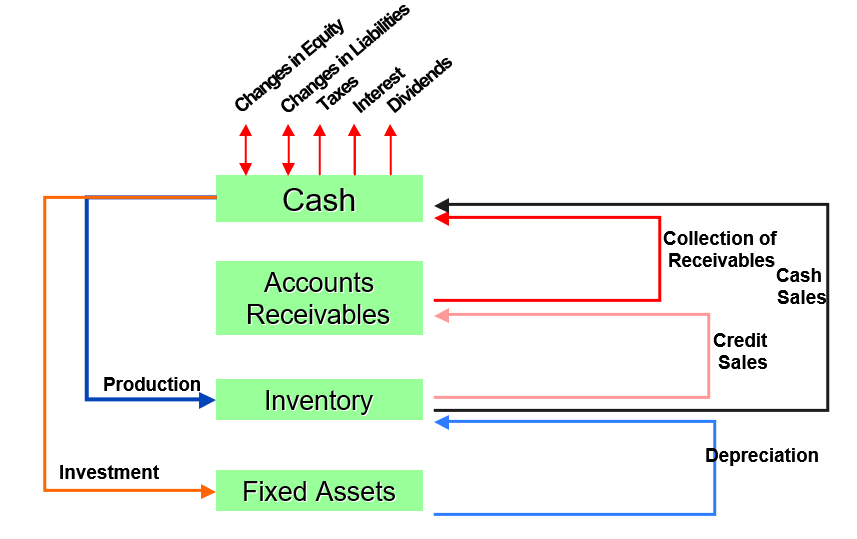 Changes in Equity
Changes in Liabilities
Taxes
Interest
Dividends
Cash
Accounts
Receivables
Inventory
Fixed Assets
Production
Investment
Collection of
Receivables
Cash
Sales
Credit
Sales
Depreciation